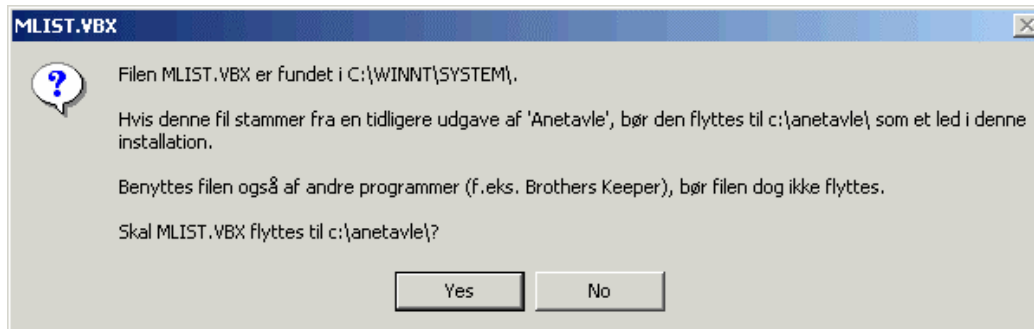 MLIST.VBX
Filen MLIST.VBX er fundet i C:\WINNT\SYSTEM\.
Hvis denne fil stammer fra en tidligere udgave af 'Anetavle', bør den flyttes til c:\anetavle\ som et led i denne
installation.
Benyttes filen også af andre programmer (f.eks. Brothers Keeper), bør filen dog ikke flyttes.
Skal MLIST.VBX flyttes til c:\anetavle\?
Yes
No